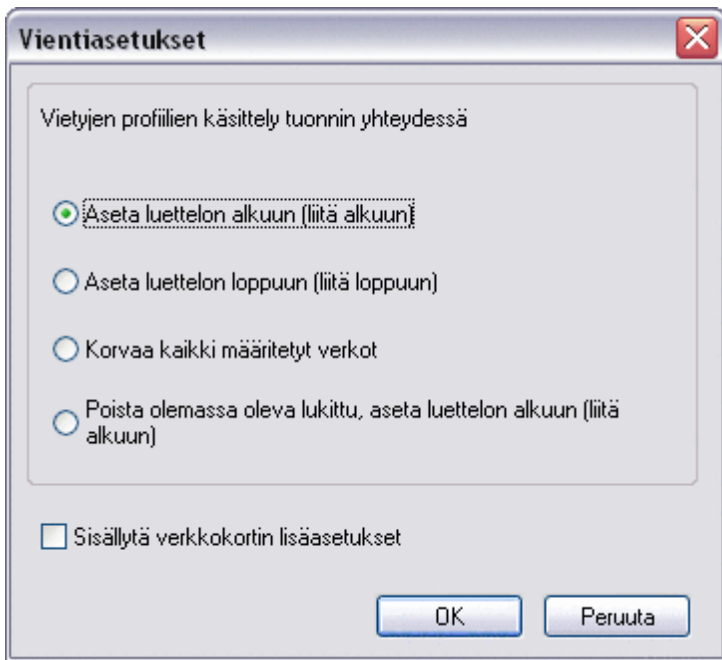 Vientiasetukset
Vietyjen profiilien käsittely tuonnin yhteydessä
Aseta luettelon alkuun (liitä alkuun)
Aseta luettelon loppuun (liitä loppuun)
Korvaa kaikki määritetyt verkot
Poista olemassa oleva lukittu, aseta luettelon alkuun (liitä
alkuun)
Sisällytä verkkokortin lisäasetukset
OK
Peruuta